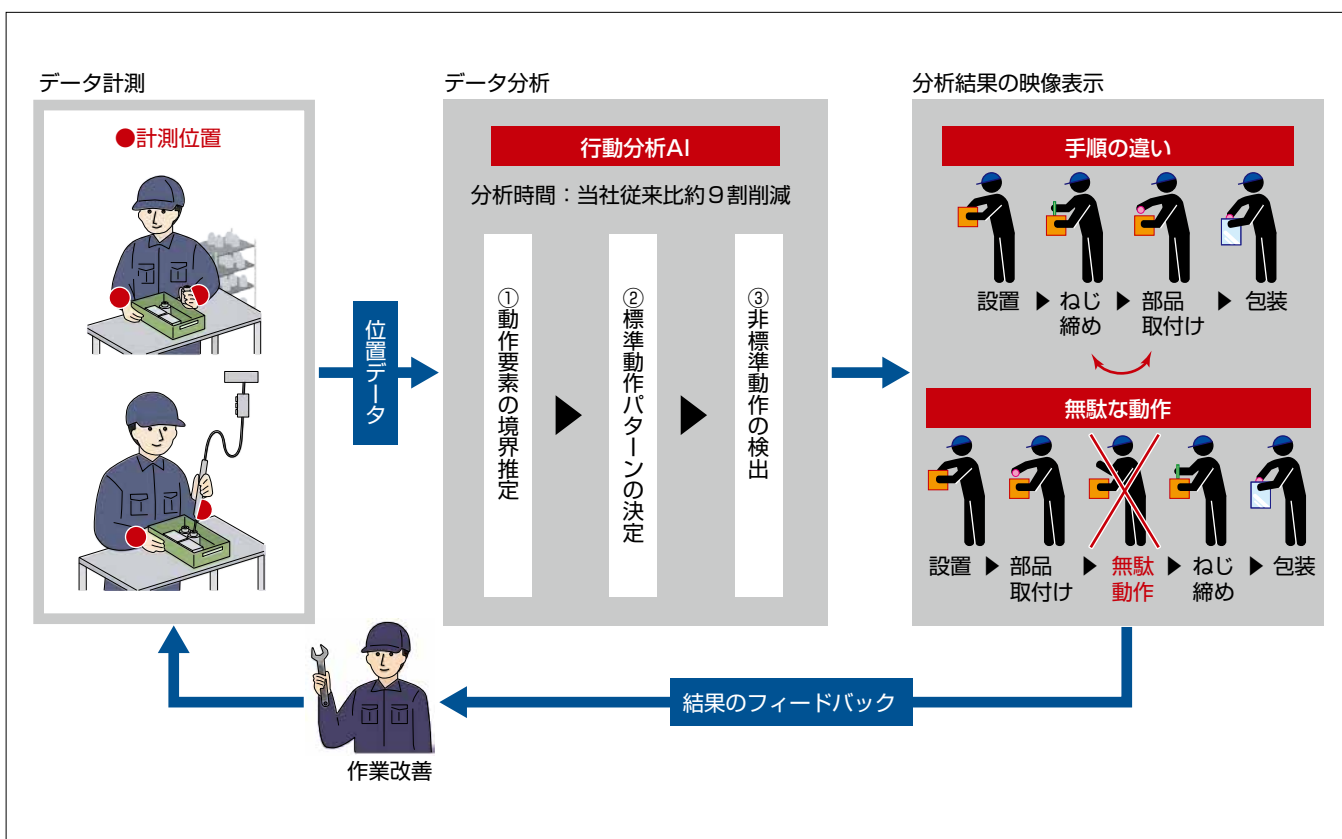 データ計測
●計測位置
位置データ
データ分析
行動分析AI
分析時間：当社従来比約9割削減
①動作要素の境界推定
②標準動作パターンの決定
③非標準動作の検出
分析結果の映像表示
手順の違い
設置 ▶ ねじ締め ▶ 部品取付け ▶ 包装
無駄な動作
設置 ▶ 部品取付け ▶ 無駄動作 ▶ ねじ締め ▶ 包装
結果のフィードバック
作業改善